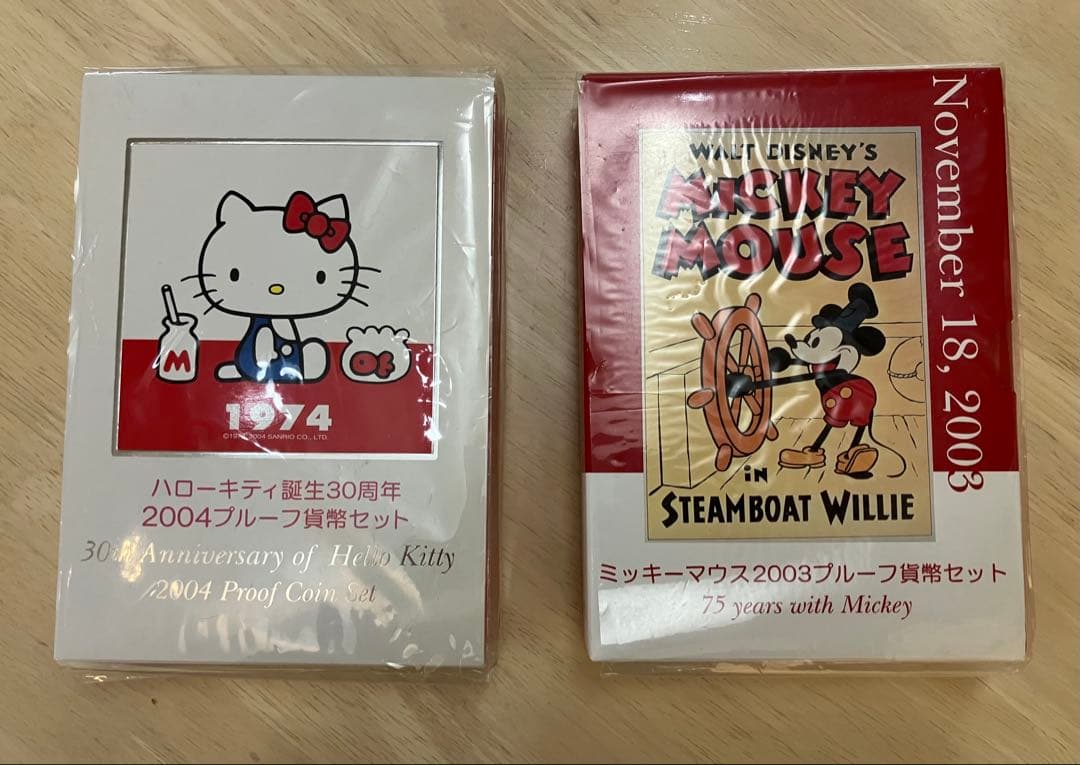 M
1974
©1976, 2004 SANRIO CO., LTD.
ハローキティ誕生30周年
2004プルーフ貨幣セット
30th Anniversary of Hello Kitty
2004 Proof Coin Set
November 18, 2003
WALT DISNEY'S
MICKEY
MOUSE
IN
STEAMBOAT WILLIE
ミッキーマウス2003プルーフ貨幣セット
75 years with Mickey